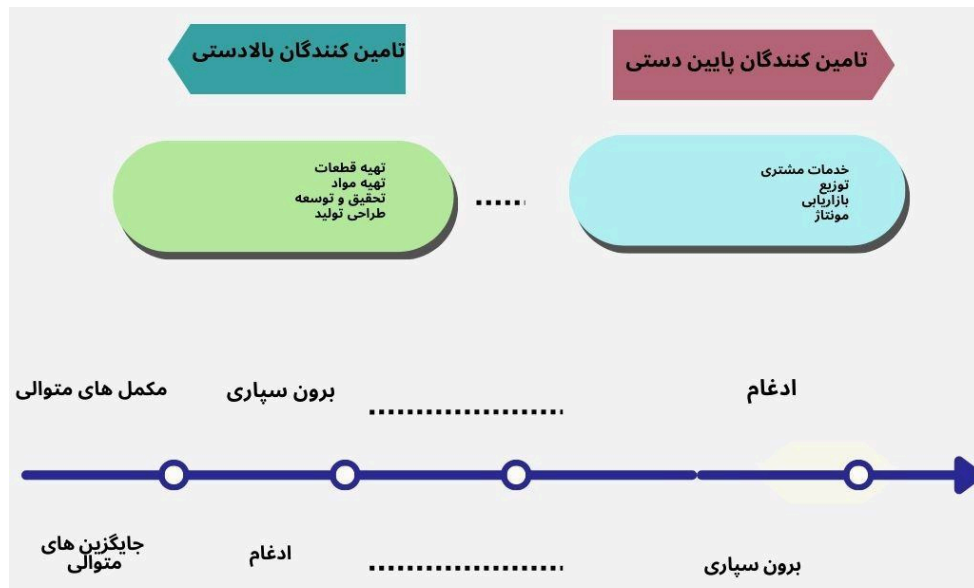 تامین کنندگان بالادستی
تامین کنندگان پایین دستی
تهیه قطعات
تهیه مواد
تحقیق و توسعه
طراحی تولید
خدمات مشتری
توزیع
بازاریابی
مونتاژ
مکمل های متوالی
برون سپاری
ادغام
جایگزین های
متوالی
ادغام
برون سپاری